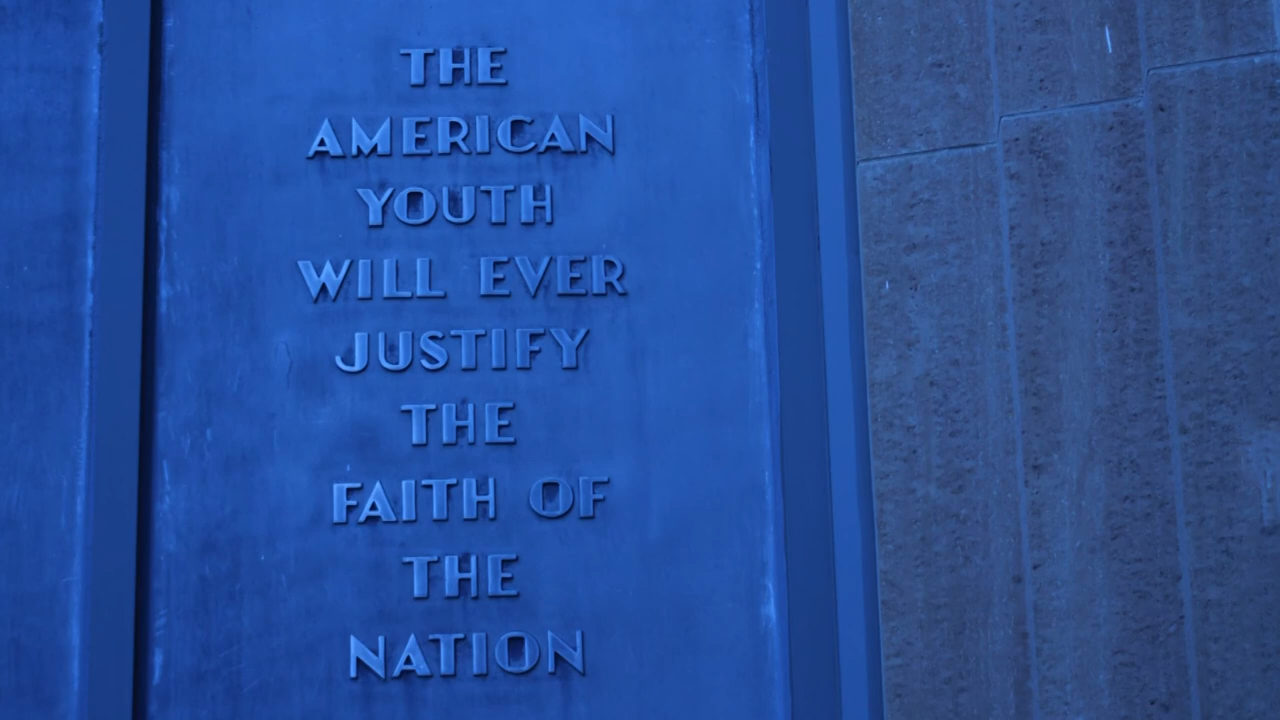 THE
AMERICAN
YOUTH
WILL EVER
JUSTIFY
THE
FAITH OF
THE
NATION